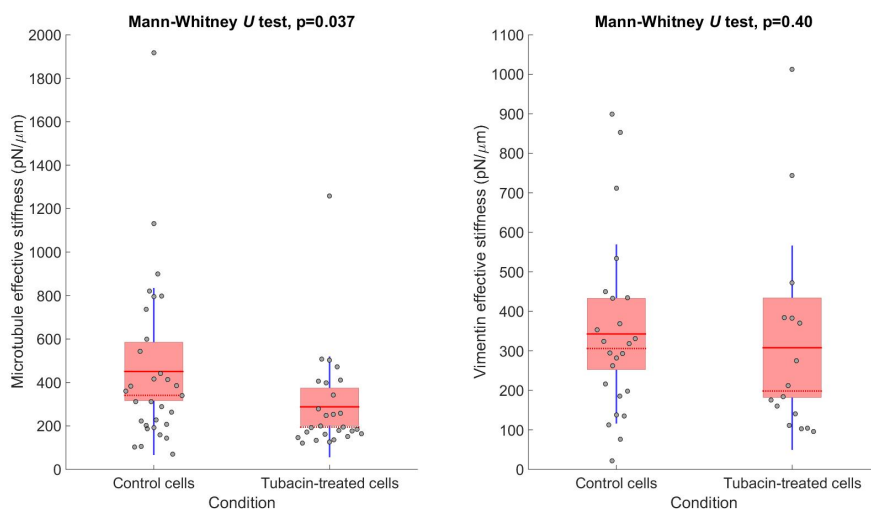 Mann-Whitney U test, p=0.037
2000
1800
1600
1400
1200
1000
800
600
400
200
0
Microtubule effective stiffness (pN/μm)
Control cells
Tubacin-treated cells
Condition
Mann-Whitney U test, p=0.40
1100
1000
900
800
700
600
500
400
300
200
100
0
Vimentin effective stiffness (pN/μm)
Control cells
Tubacin-treated cells
Condition